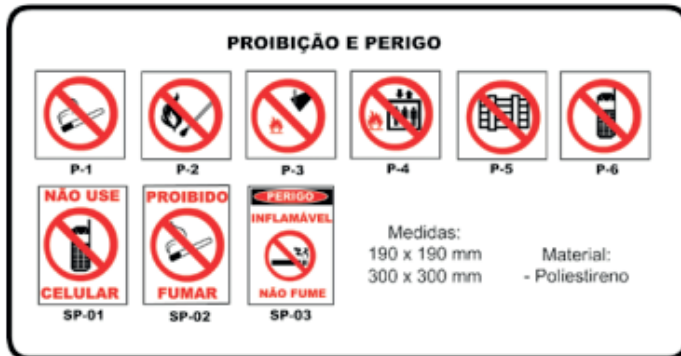 PROIBIÇÃO E PERIGO
P-1
P-2
P-3
P-4
P-5
P-6
NÃO USE
CELULAR
SP-01
PROIBIDO
FUMAR
SP-02
PERIGO
INFLAMÁVEL
NÃO FUME
SP-03
Medidas:
190 x 190 mm
300 x 300 mm
Material:
- Poliestireno